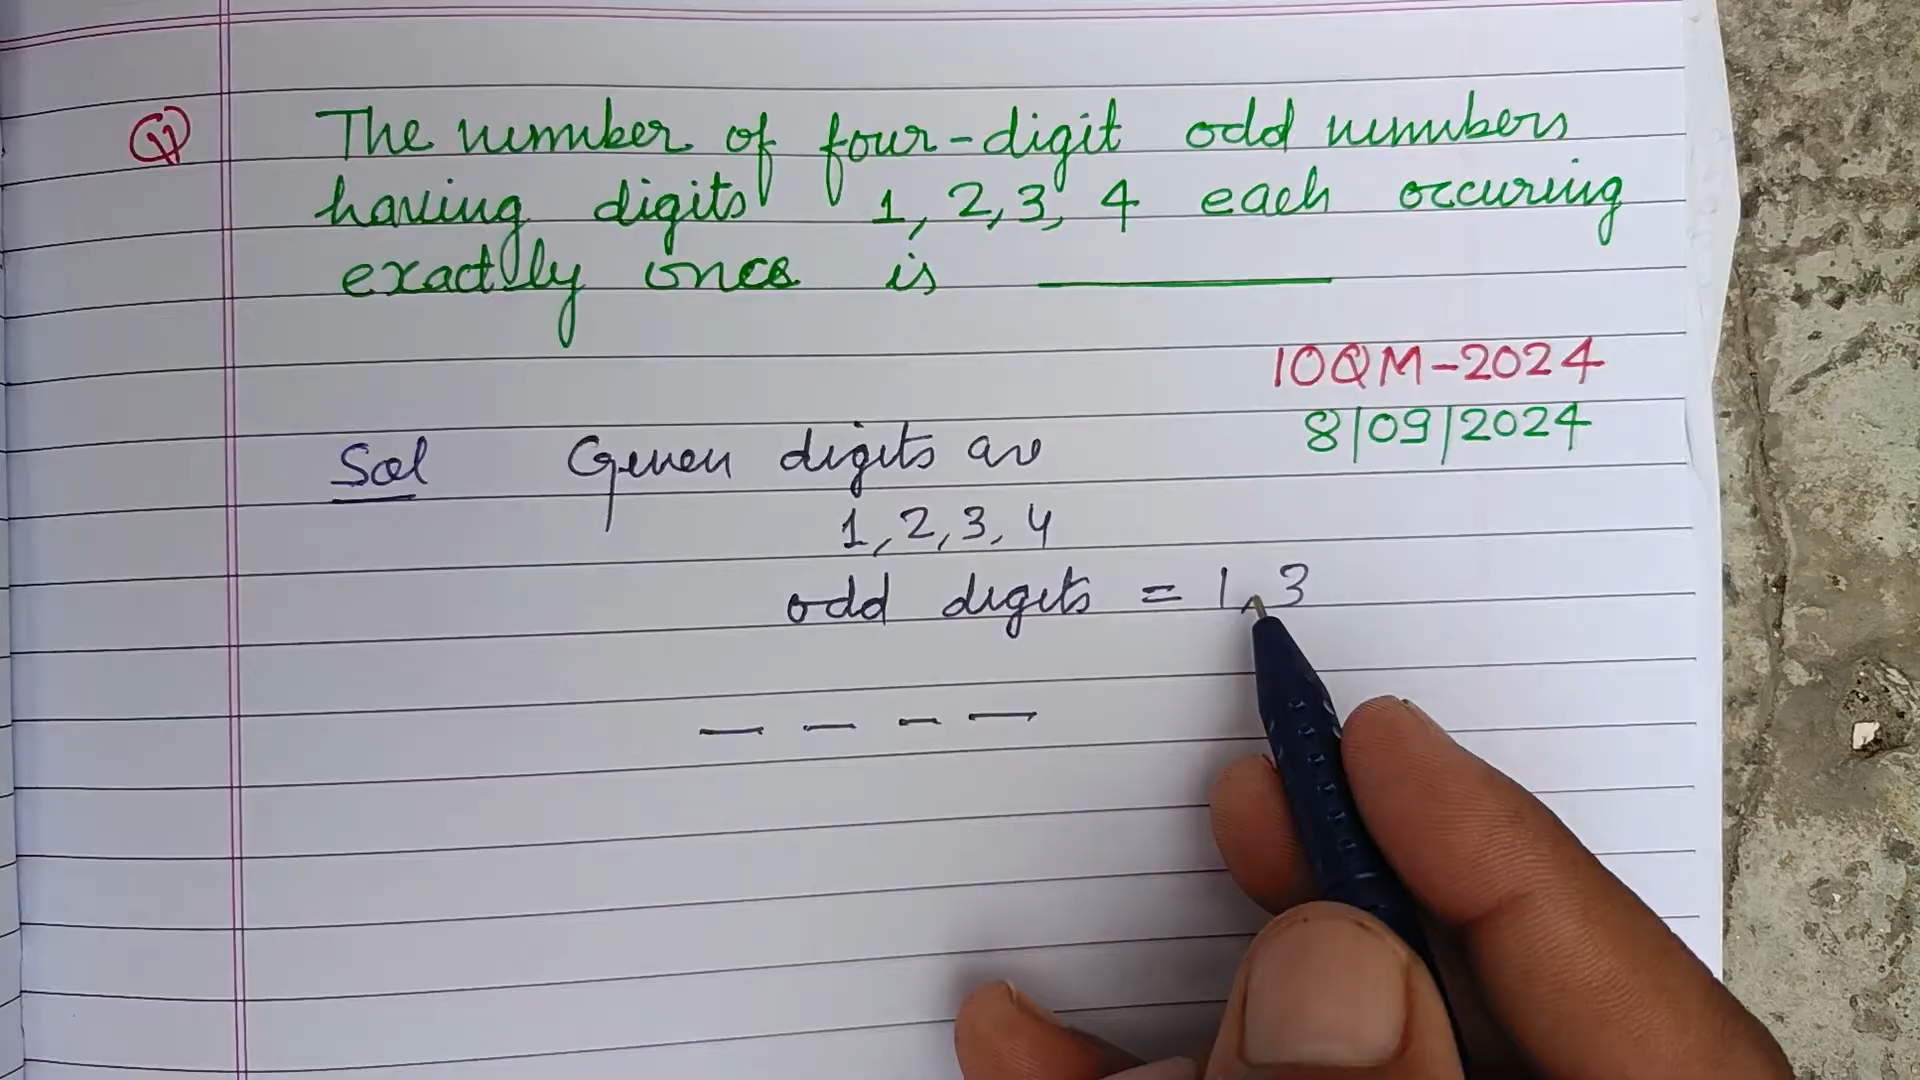 Q
The number of four-digit odd numbers
having digits 1, 2, 3, 4 each occuring
exactly once is ________
IOQM-2024
8/09/2024
Sol Given digits are
1, 2, 3, 4
odd digits = 1, 3
_ _ _ _